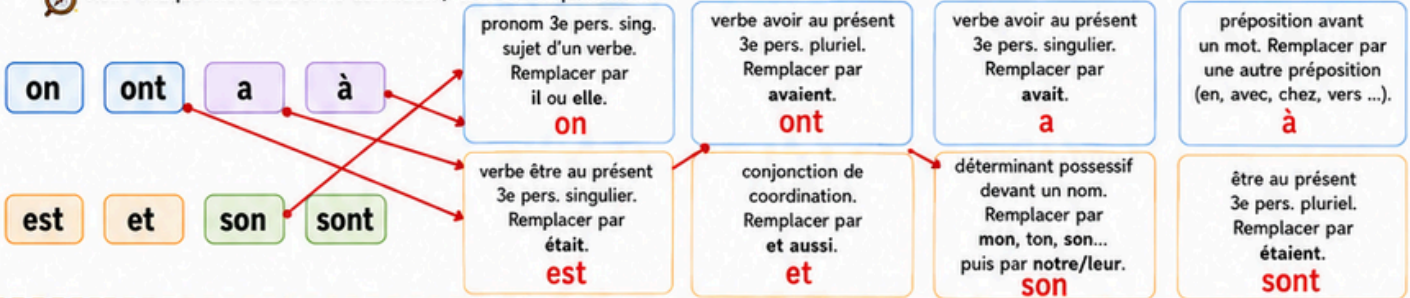 on
ont
a
à
est
et
son
sont
pronom 3e pers. sing.
sujet d'un verbe.
Remplacer par
il ou elle.
on
verbe avoir au présent
3e pers. pluriel.
Remplacer par
avaient.
ont
verbe avoir au présent
3e pers. singulier.
Remplacer par
avait.
a
préposition avant
un mot. Remplacer par
une autre préposition
(en, avec, chez, vers ...).
à
verbe être au présent
3e pers. singulier.
Remplacer par
était.
est
conjonction de
coordination.
Remplacer par
et aussi.
et
déterminant possessif
devant un nom.
Remplacer par
mon, ton, son...
puis par notre/leur.
son
être au présent
3e pers. pluriel.
Remplacer par
étaient.
sont